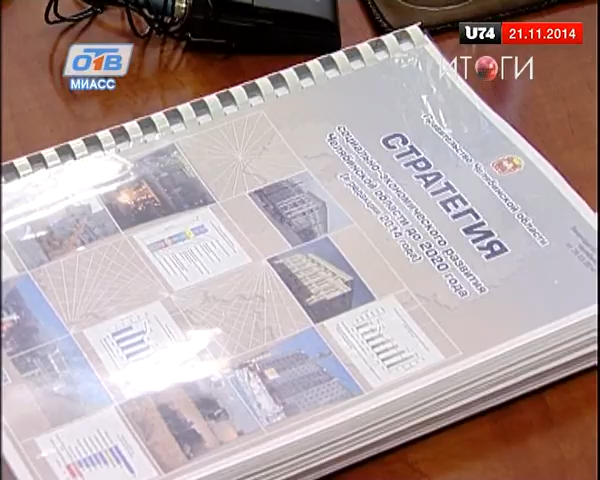 U74 21.11.2014
ИТОГИ
ОТВ
МИАСС
Правительство Челябинской области
СТРАТЕГИЯ
социально-экономического развития
Челябинской области до 2020 года
(в редакции 2014 года)